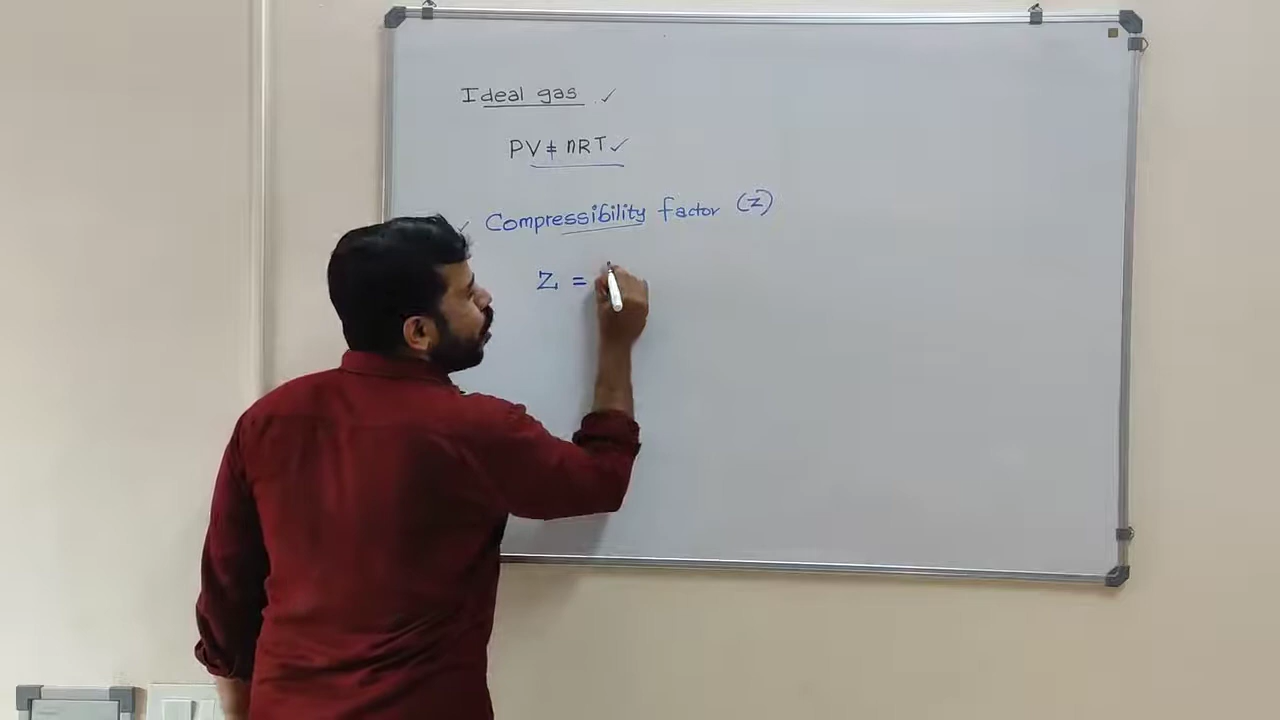 Ideal gas ✓
PV ≠ nRT ✓
✓ Compressibility factor (Z)
Z =